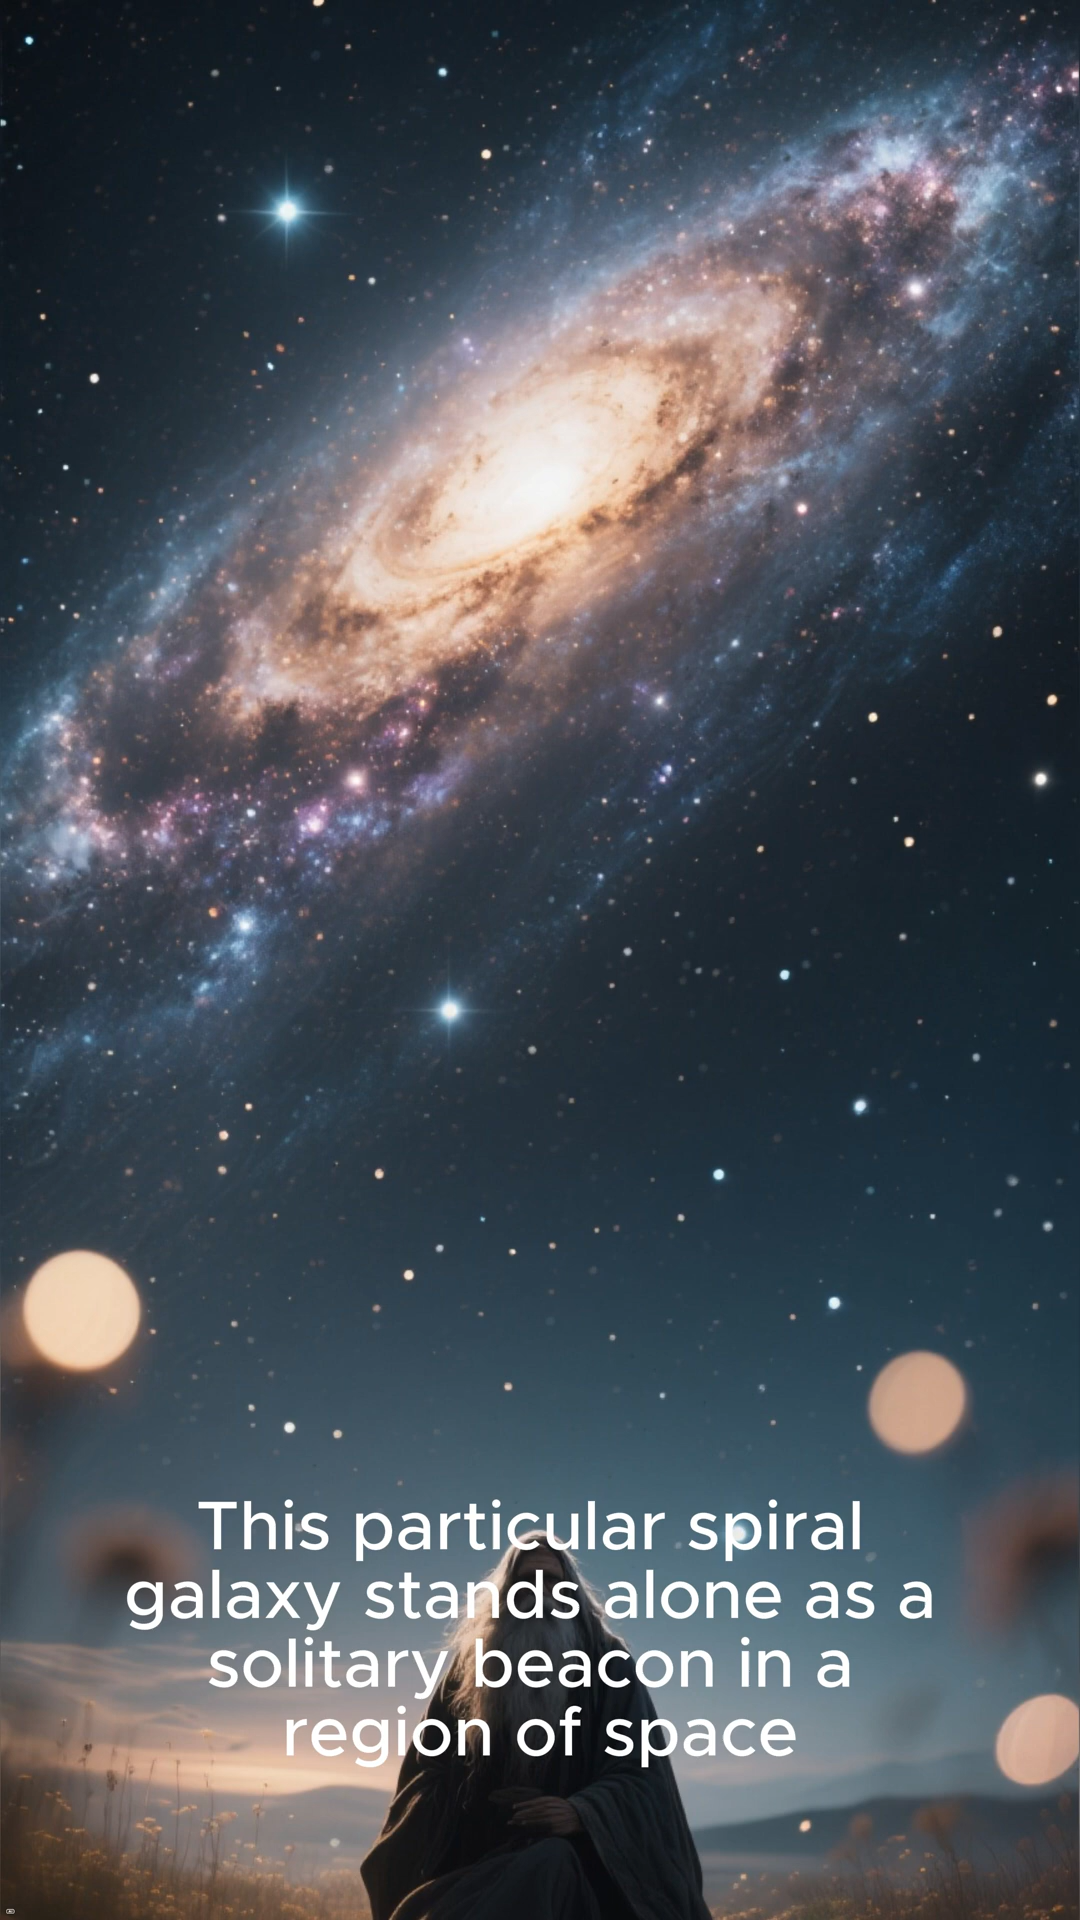 This particular spiral
galaxy stands alone as a
solitary beacon in a
region of space